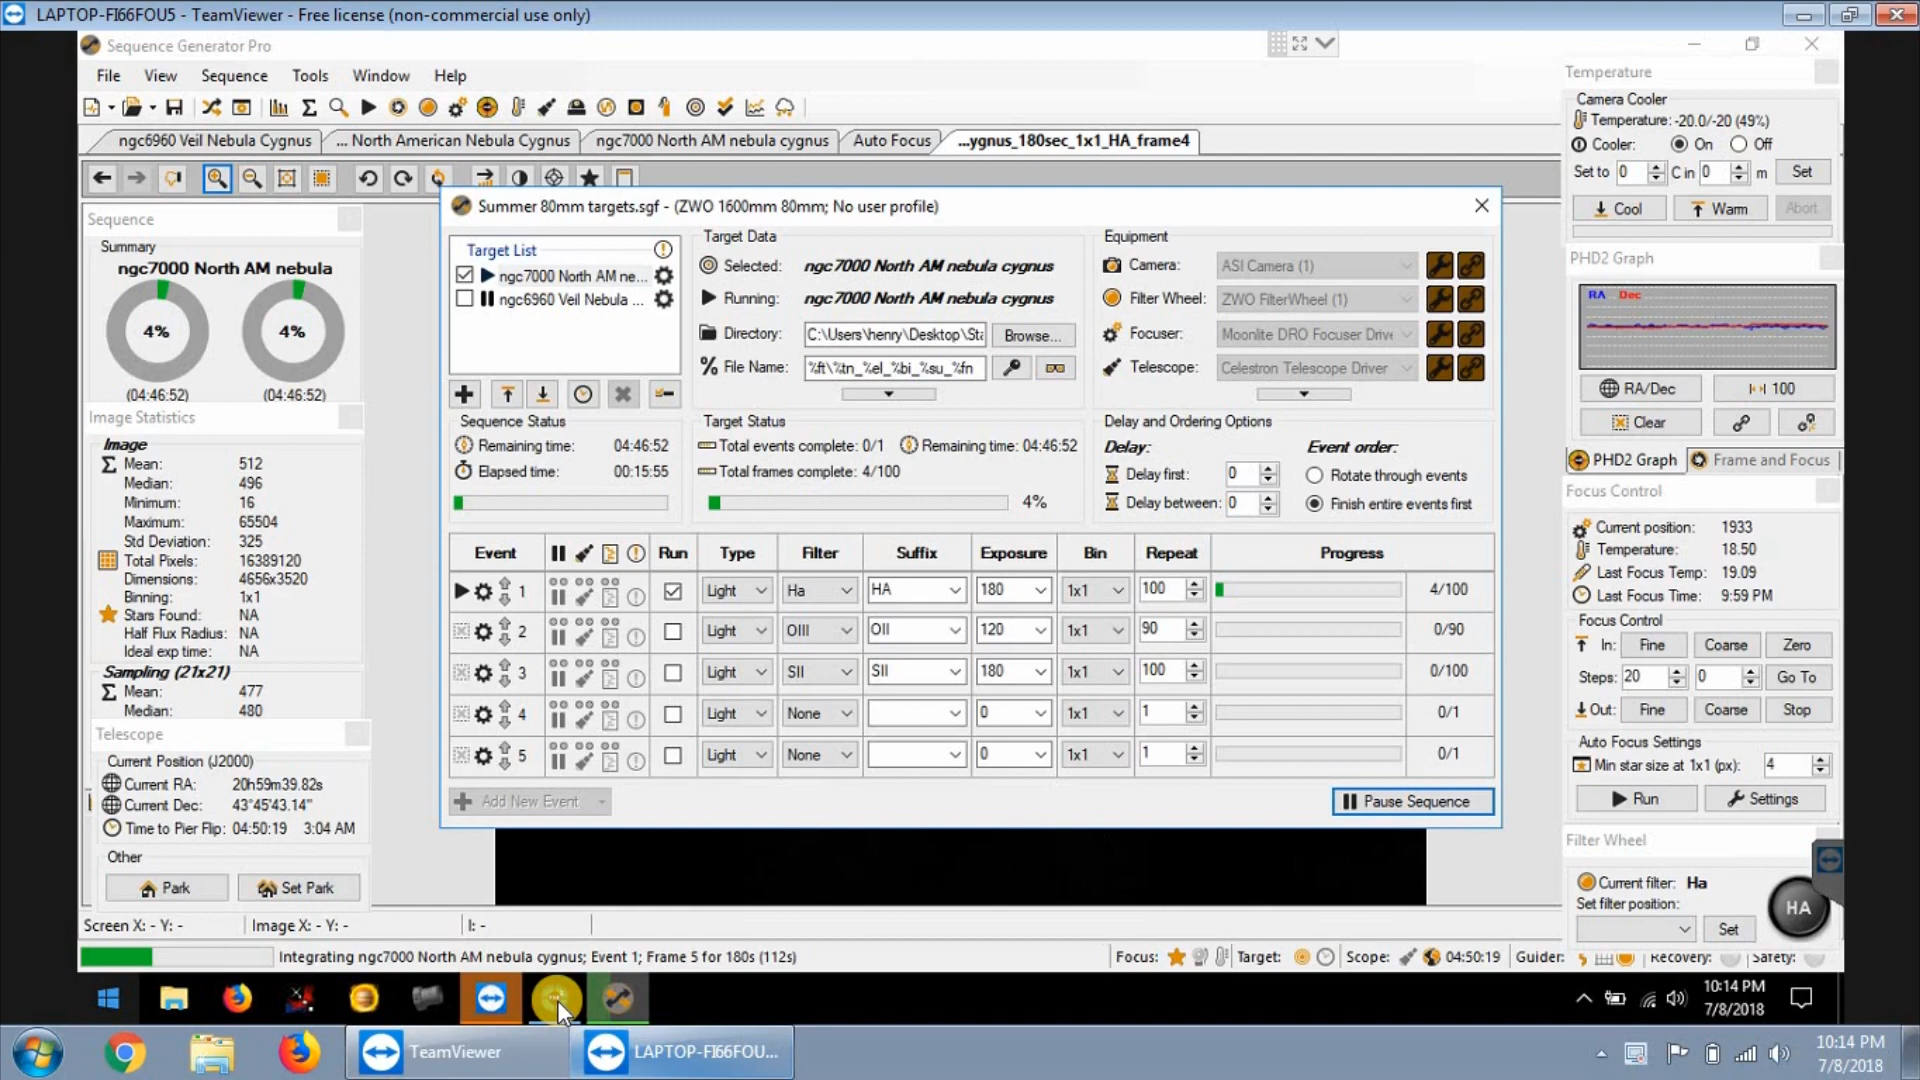 LAPTOP-FI66FOU5 - TeamViewer - Free license (non-commercial use only)
Sequence Generator Pro
File View Sequence Tools Window Help
ngc6960 Veil Nebula Cygnus
... North American Nebula Cygnus
ngc7000 North AM nebula cygnus
Auto Focus
...ygnus_180sec_1x1_HA_frame4
Sequence
Summary
ngc7000 North AM nebula
4% 4%
(04:46:52) (04:46:52)
Image Statistics
Image
Mean: 512
Median: 496
Minimum: 16
Maximum: 65504
Std Deviation: 325
Total Pixels: 16389120
Dimensions: 4656x3520
Binning: 1x1
Stars Found: NA
Half Flux Radius: NA
Ideal exp time: NA
Sampling (21x21)
Mean: 477
Median: 480
Telescope
Current Position (J2000)
Current RA: 20h59m39.82s
Current Dec: 43°45'43.14"
Time to Pier Flip: 04:50:19 3:04 AM
Other
Park Set Park
Summer 80mm targets.sgf - (ZWO 1600mm 80mm; No user profile)
Target List
ngc7000 North AM ne...
ngc6960 Veil Nebula ...
Target Data
Selected: ngc7000 North AM nebula cygnus
Running: ngc7000 North AM nebula cygnus
Directory: C:\Users\henry\Desktop\Sta Browse...
File Name: %ft\%tn_%el_%bi_%su_%fn
Equipment
Camera: ASI Camera (1)
Filter Wheel: ZWO FilterWheel (1)
Focuser: Moonlite DRO Focuser Drive
Telescope: Celestron Telescope Driver
Sequence Status
Remaining time: 04:46:52
Elapsed time: 00:15:55
Target Status
Total events complete: 0/1 Remaining time: 04:46:52
Total frames complete: 4/100
4%
Delay and Ordering Options
Delay: Event order:
Delay first: 0 Rotate through events
Delay between: 0 Finish entire events first
Event Run Type Filter Suffix Exposure Bin Repeat Progress
1 Light Ha HA 180 1x1 100 4/100
2 Light OIII OII 120 1x1 90 0/90
3 Light SII SII 180 1x1 100 0/100
4 Light None 0 1x1 1 0/1
5 Light None 0 1x1 1 0/1
Add New Event Pause Sequence
Temperature
Camera Cooler
Temperature: -20.0/-20 (49%)
Cooler: On Off
Set to 0 C in 0 m Set
Cool Warm Abort
PHD2 Graph
RA Dec
RA/Dec 100
Clear
PHD2 Graph Frame and Focus
Focus Control
Current position: 1933
Temperature: 18.50
Last Focus Temp: 19.09
Last Focus Time: 9:59 PM
Focus Control
In: Fine Coarse Zero
Steps: 20 0 Go To
Out: Fine Coarse Stop
Auto Focus Settings
Min star size at 1x1 (px): 4
Run Settings
Filter Wheel
Current filter: Ha
Set filter position:
Set
HA
Screen X: - Y: - Image X: - Y: - I: -
Integrating ngc7000 North AM nebula cygnus; Event 1; Frame 5 for 180s (112s)
Focus: Target: Scope: 04:50:19 Guider: Recovery: Safety:
10:14 PM
7/8/2018
TeamViewer
LAPTOP-FI66FOU...
10:14 PM
7/8/2018